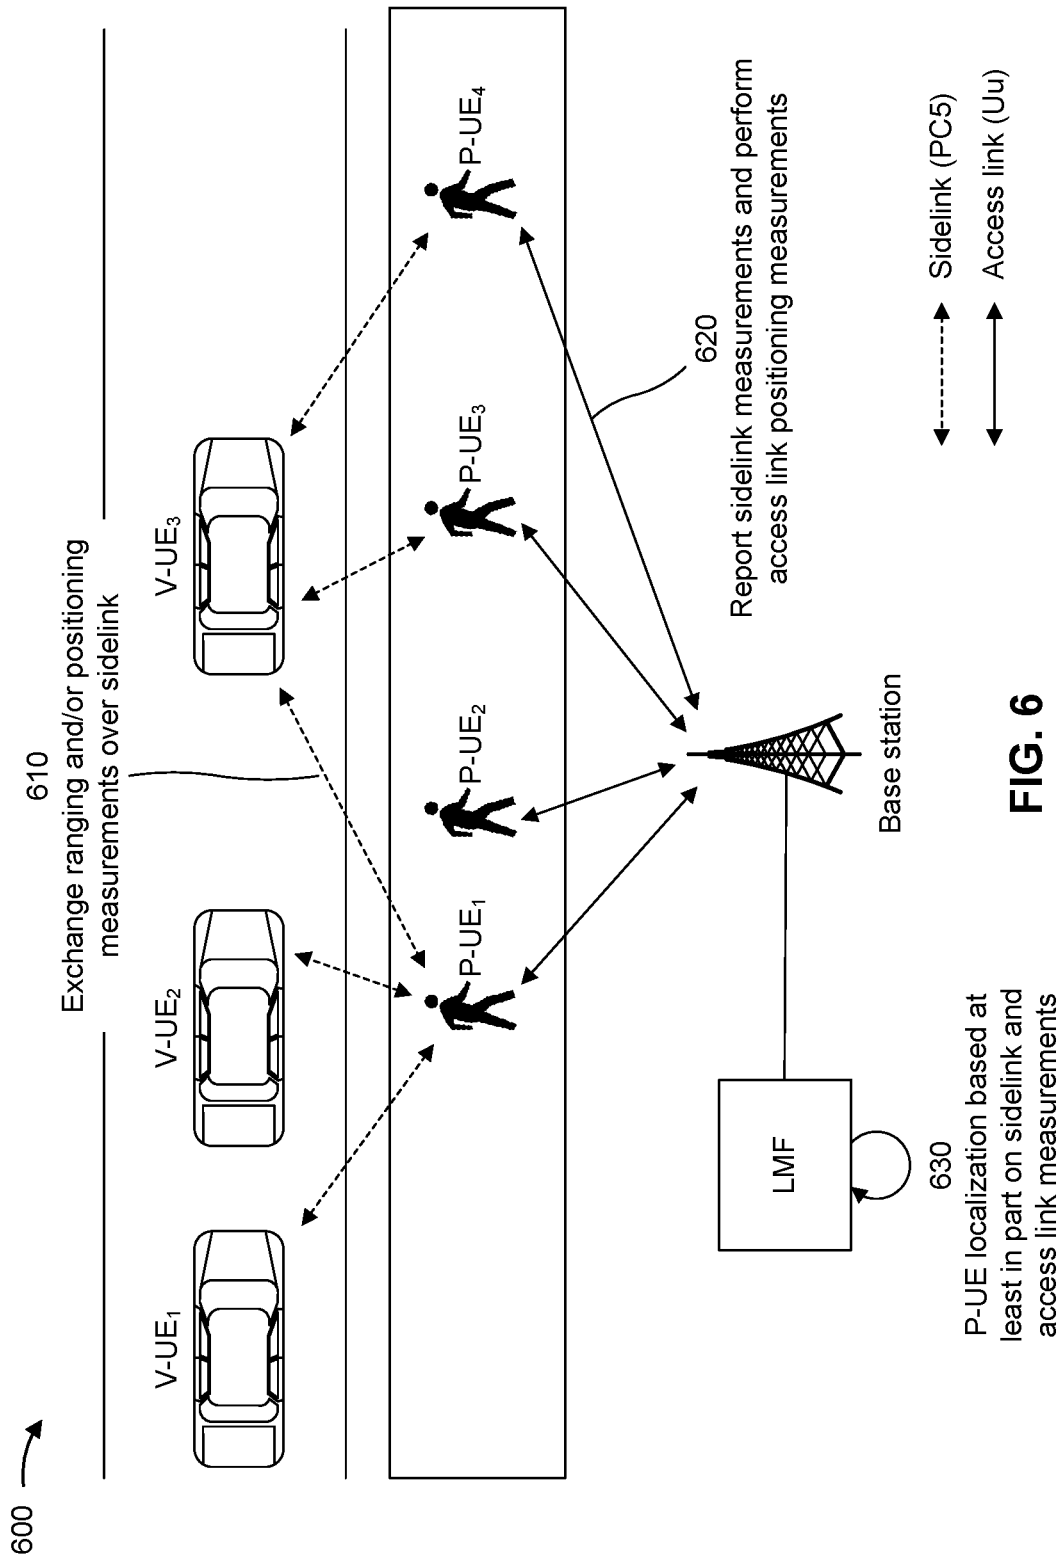 600
610
Exchange ranging and/or positioning
measurements over sidelink
V-UE1
V-UE2
V-UE3
P-UE1
P-UE2
P-UE3
P-UE4
620
Report sidelink measurements and perform
access link positioning measurements
LMF
630
P-UE localization based at
least in part on sidelink and
access link measurements
Base station
Sidelink (PC5)
Access link (Uu)
FIG. 6